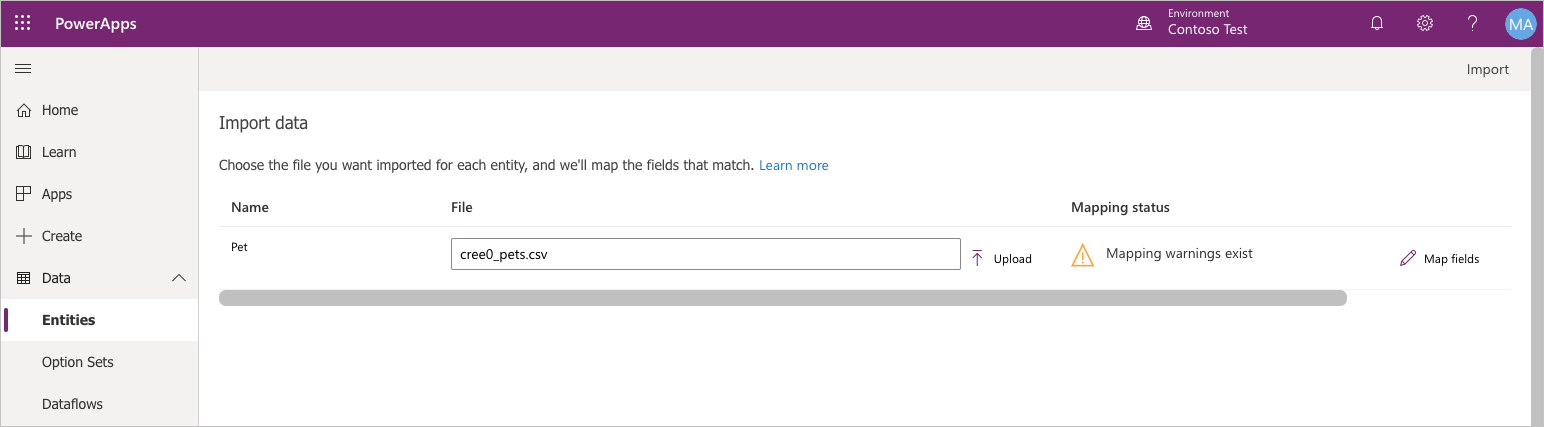 PowerApps
Environment
Contoso Test
?
MA
Import
Home
Learn
Apps
Create
Data
Entities
Option Sets
Dataflows
Import data
Choose the file you want imported for each entity, and we'll map the fields that match. Learn more
Name File Mapping status
Pet cree0_pets.csv Upload Mapping warnings exist Map fields